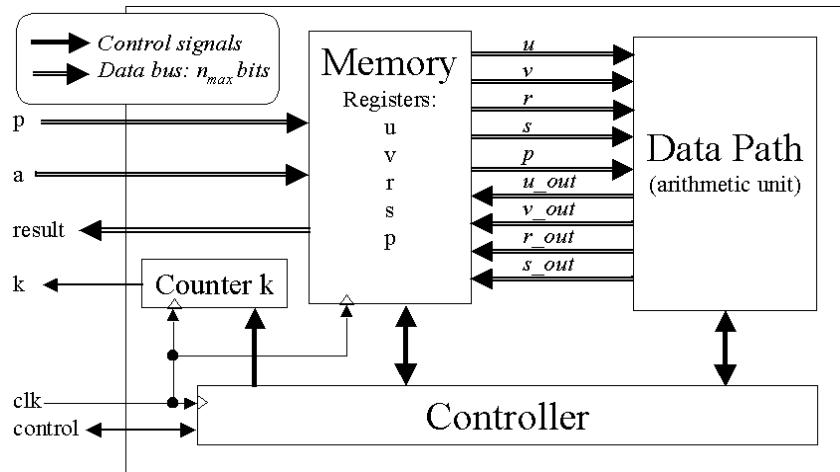 Control signals
Data bus: n_max bits
p
a
result
k
clk
control
Memory
Registers:
u
v
r
s
p
Counter k
u
v
r
s
p
u_out
v_out
r_out
s_out
Data Path
(arithmetic unit)
Controller